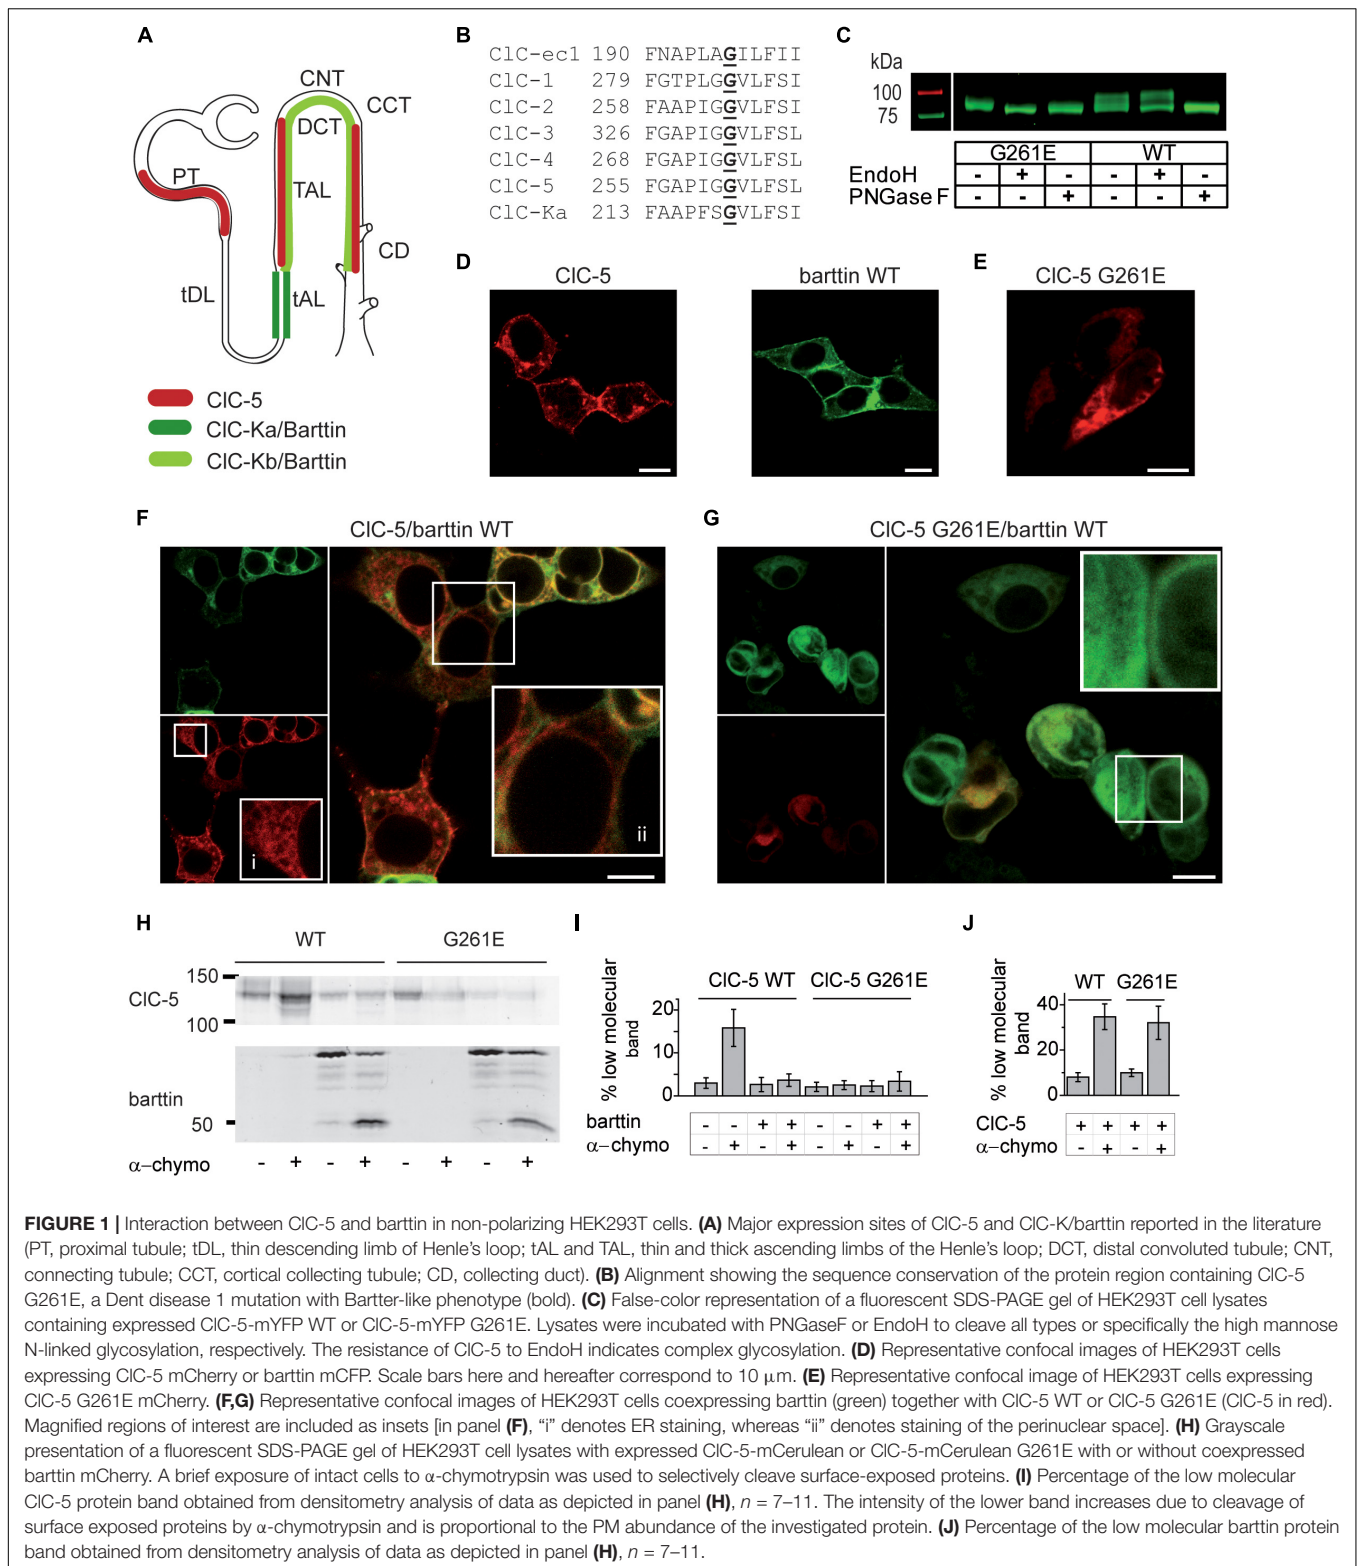 A
CNT
CCT
DCT
PT
TAL
CD
tDL
tAL
ClC-5
ClC-Ka/Barttin
ClC-Kb/Barttin
B
ClC-ec1 190 FNAPLAGILFII
ClC-1 279 FGTPLGGVLFSI
ClC-2 258 FAAPIGGVLFSI
ClC-3 326 FGAPIGGVLFSL
ClC-4 268 FGAPIGGVLFSL
ClC-5 255 FGAPIGGVLFSL
ClC-Ka 213 FAAPFSGVLFSI
C
kDa
100
75
G261E WT
EndoH - + - - + -
PNGase F - - + - - +
D
ClC-5
barttin WT
E
ClC-5 G261E
F
ClC-5/barttin WT
i
ii
G
ClC-5 G261E/barttin WT
H
WT G261E
150
ClC-5
100
barttin
50
α-chymo - + - + - + - +
I
% low molecular
band
ClC-5 WT ClC-5 G261E
20
10
0
barttin - - + + - - + +
α-chymo - + - + - + - +
J
% low molecular
band
WT G261E
40
20
0
ClC-5 + + + +
α-chymo - + - +
FIGURE 1 | Interaction between ClC-5 and barttin in non-polarizing HEK293T cells. (A) Major expression sites of ClC-5 and ClC-K/barttin reported in the literature
(PT, proximal tubule; tDL, thin descending limb of Henle's loop; tAL and TAL, thin and thick ascending limbs of the Henle's loop; DCT, distal convoluted tubule; CNT,
connecting tubule; CCT, cortical collecting tubule; CD, collecting duct). (B) Alignment showing the sequence conservation of the protein region containing ClC-5
G261E, a Dent disease 1 mutation with Bartter-like phenotype (bold). (C) False-color representation of a fluorescent SDS-PAGE gel of HEK293T cell lysates
containing expressed ClC-5-mYFP WT or ClC-5-mYFP G261E. Lysates were incubated with PNGaseF or EndoH to cleave all types or specifically the high mannose
N-linked glycosylation, respectively. The resistance of ClC-5 to EndoH indicates complex glycosylation. (D) Representative confocal images of HEK293T cells
expressing ClC-5 mCherry or barttin mCFP. Scale bars here and hereafter correspond to 10 μm. (E) Representative confocal image of HEK293T cells expressing
ClC-5 G261E mCherry. (F,G) Representative confocal images of HEK293T cells coexpressing barttin (green) together with ClC-5 WT or ClC-5 G261E (ClC-5 in red).
Magnified regions of interest are included as insets [in panel (F), "i" denotes ER staining, whereas "ii" denotes staining of the perinuclear space]. (H) Grayscale
presentation of a fluorescent SDS-PAGE gel of HEK293T cell lysates with expressed ClC-5-mCerulean or ClC-5-mCerulean G261E with or without coexpressed
barttin mCherry. A brief exposure of intact cells to α-chymotrypsin was used to selectively cleave surface-exposed proteins. (I) Percentage of the low molecular
ClC-5 protein band obtained from densitometry analysis of data as depicted in panel (H), n = 7–11. The intensity of the lower band increases due to cleavage of
surface exposed proteins by α-chymotrypsin and is proportional to the PM abundance of the investigated protein. (J) Percentage of the low molecular barttin protein
band obtained from densitometry analysis of data as depicted in panel (H), n = 7–11.